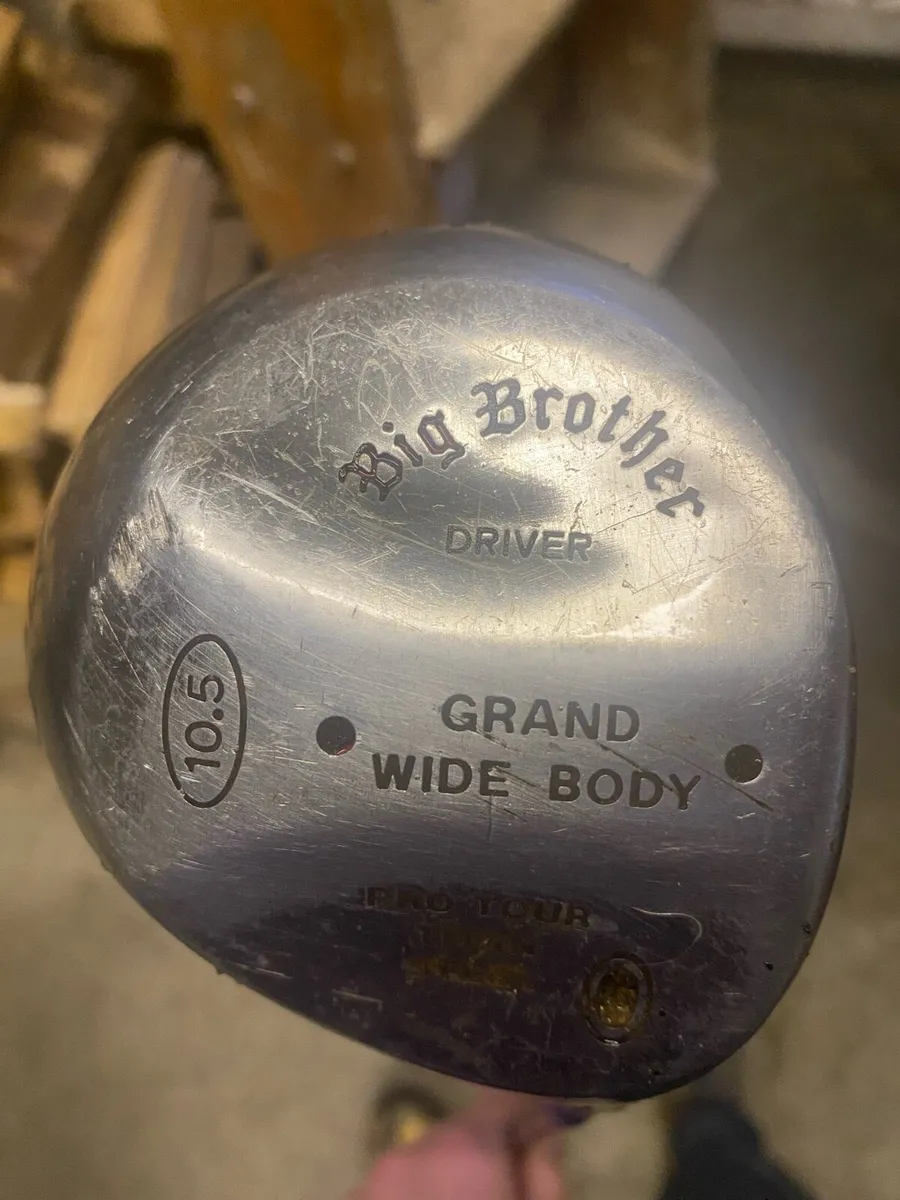 Big Brother
DRIVER
10.5
GRAND
WIDE BODY
PRO TOUR